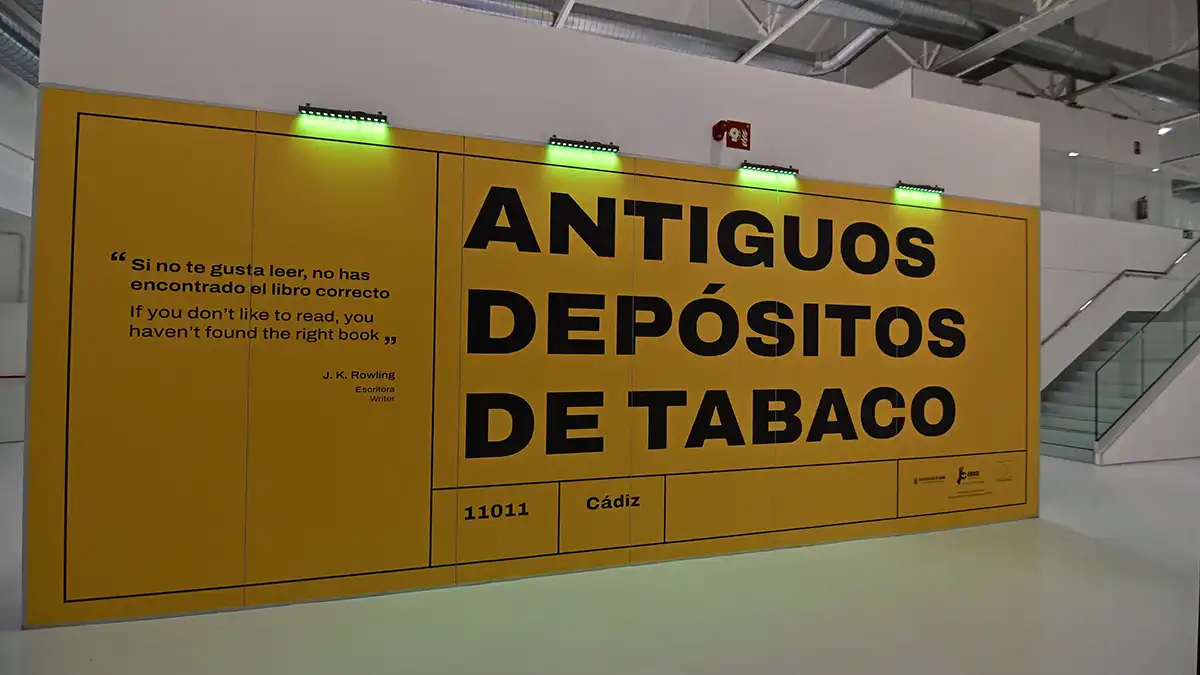 “ Si no te gusta leer, no has
encontrado el libro correcto
If you don’t like to read, you
haven’t found the right book „
J. K. Rowling
Escritora
Writer
ANTIGUOS
DEPÓSITOS
DE TABACO
11011
Cádiz